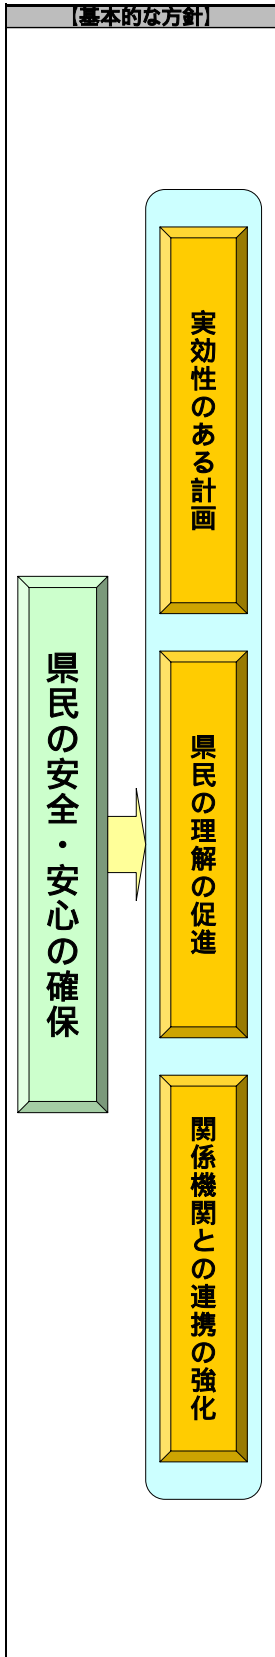 【基本的な方針】
県民の安全・安心の確保
実効性のある計画
県民の理解の促進
関係機関との連携の強化